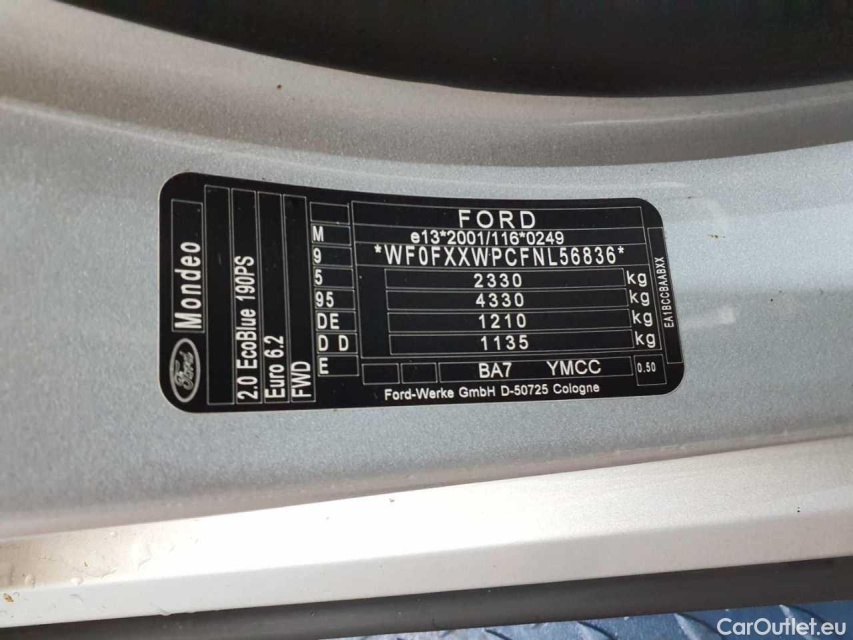 FORD
e13*2001/116*0249
*WF0FXXWPCFNL56836*
2330 kg
4330 kg
1210 kg
1135 kg
BA7 YMCC
0.50
Ford-Werke GmbH D-50725 Cologne
M
9
5
95
DE
D D
E
Mondeo
Ford
2.0 EcoBlue 190PS
Euro 6.2
FWD
EA1BCCBAABXX
CarOutlet.eu